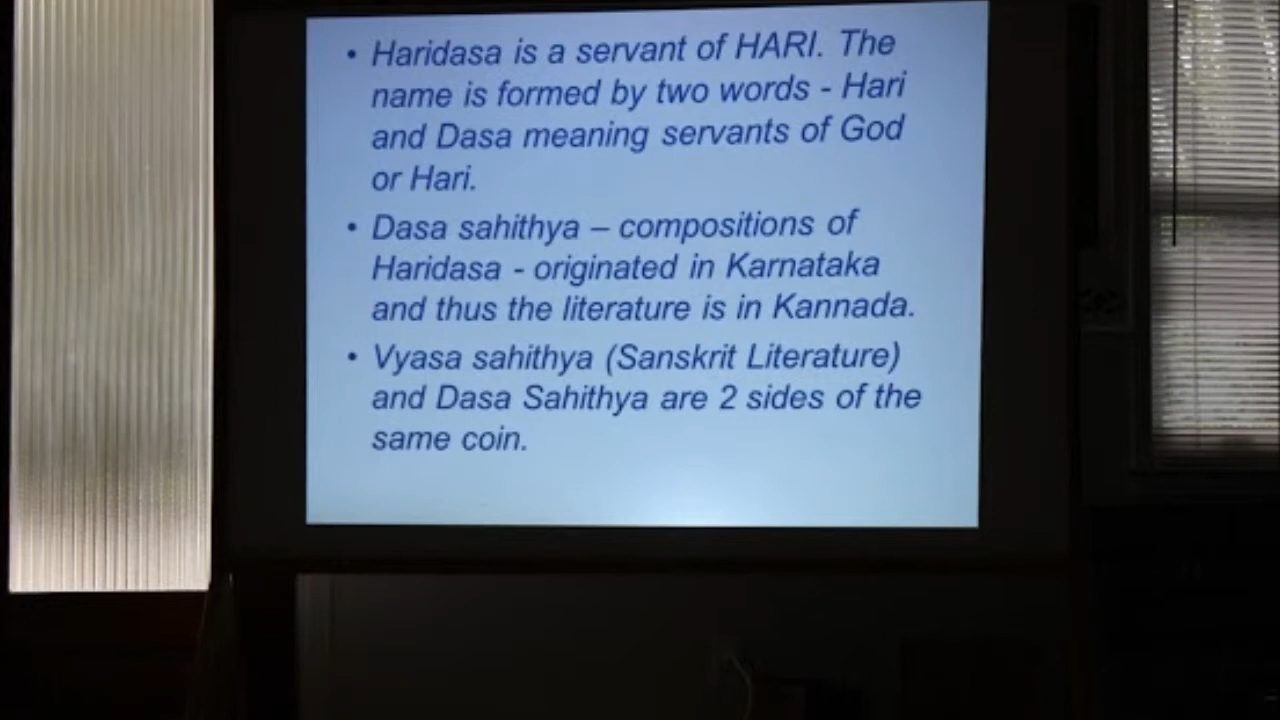 • Haridasa is a servant of HARI. The
name is formed by two words - Hari
and Dasa meaning servants of God
or Hari.
• Dasa sahithya – compositions of
Haridasa - originated in Karnataka
and thus the literature is in Kannada.
• Vyasa sahithya (Sanskrit Literature)
and Dasa Sahithya are 2 sides of the
same coin.